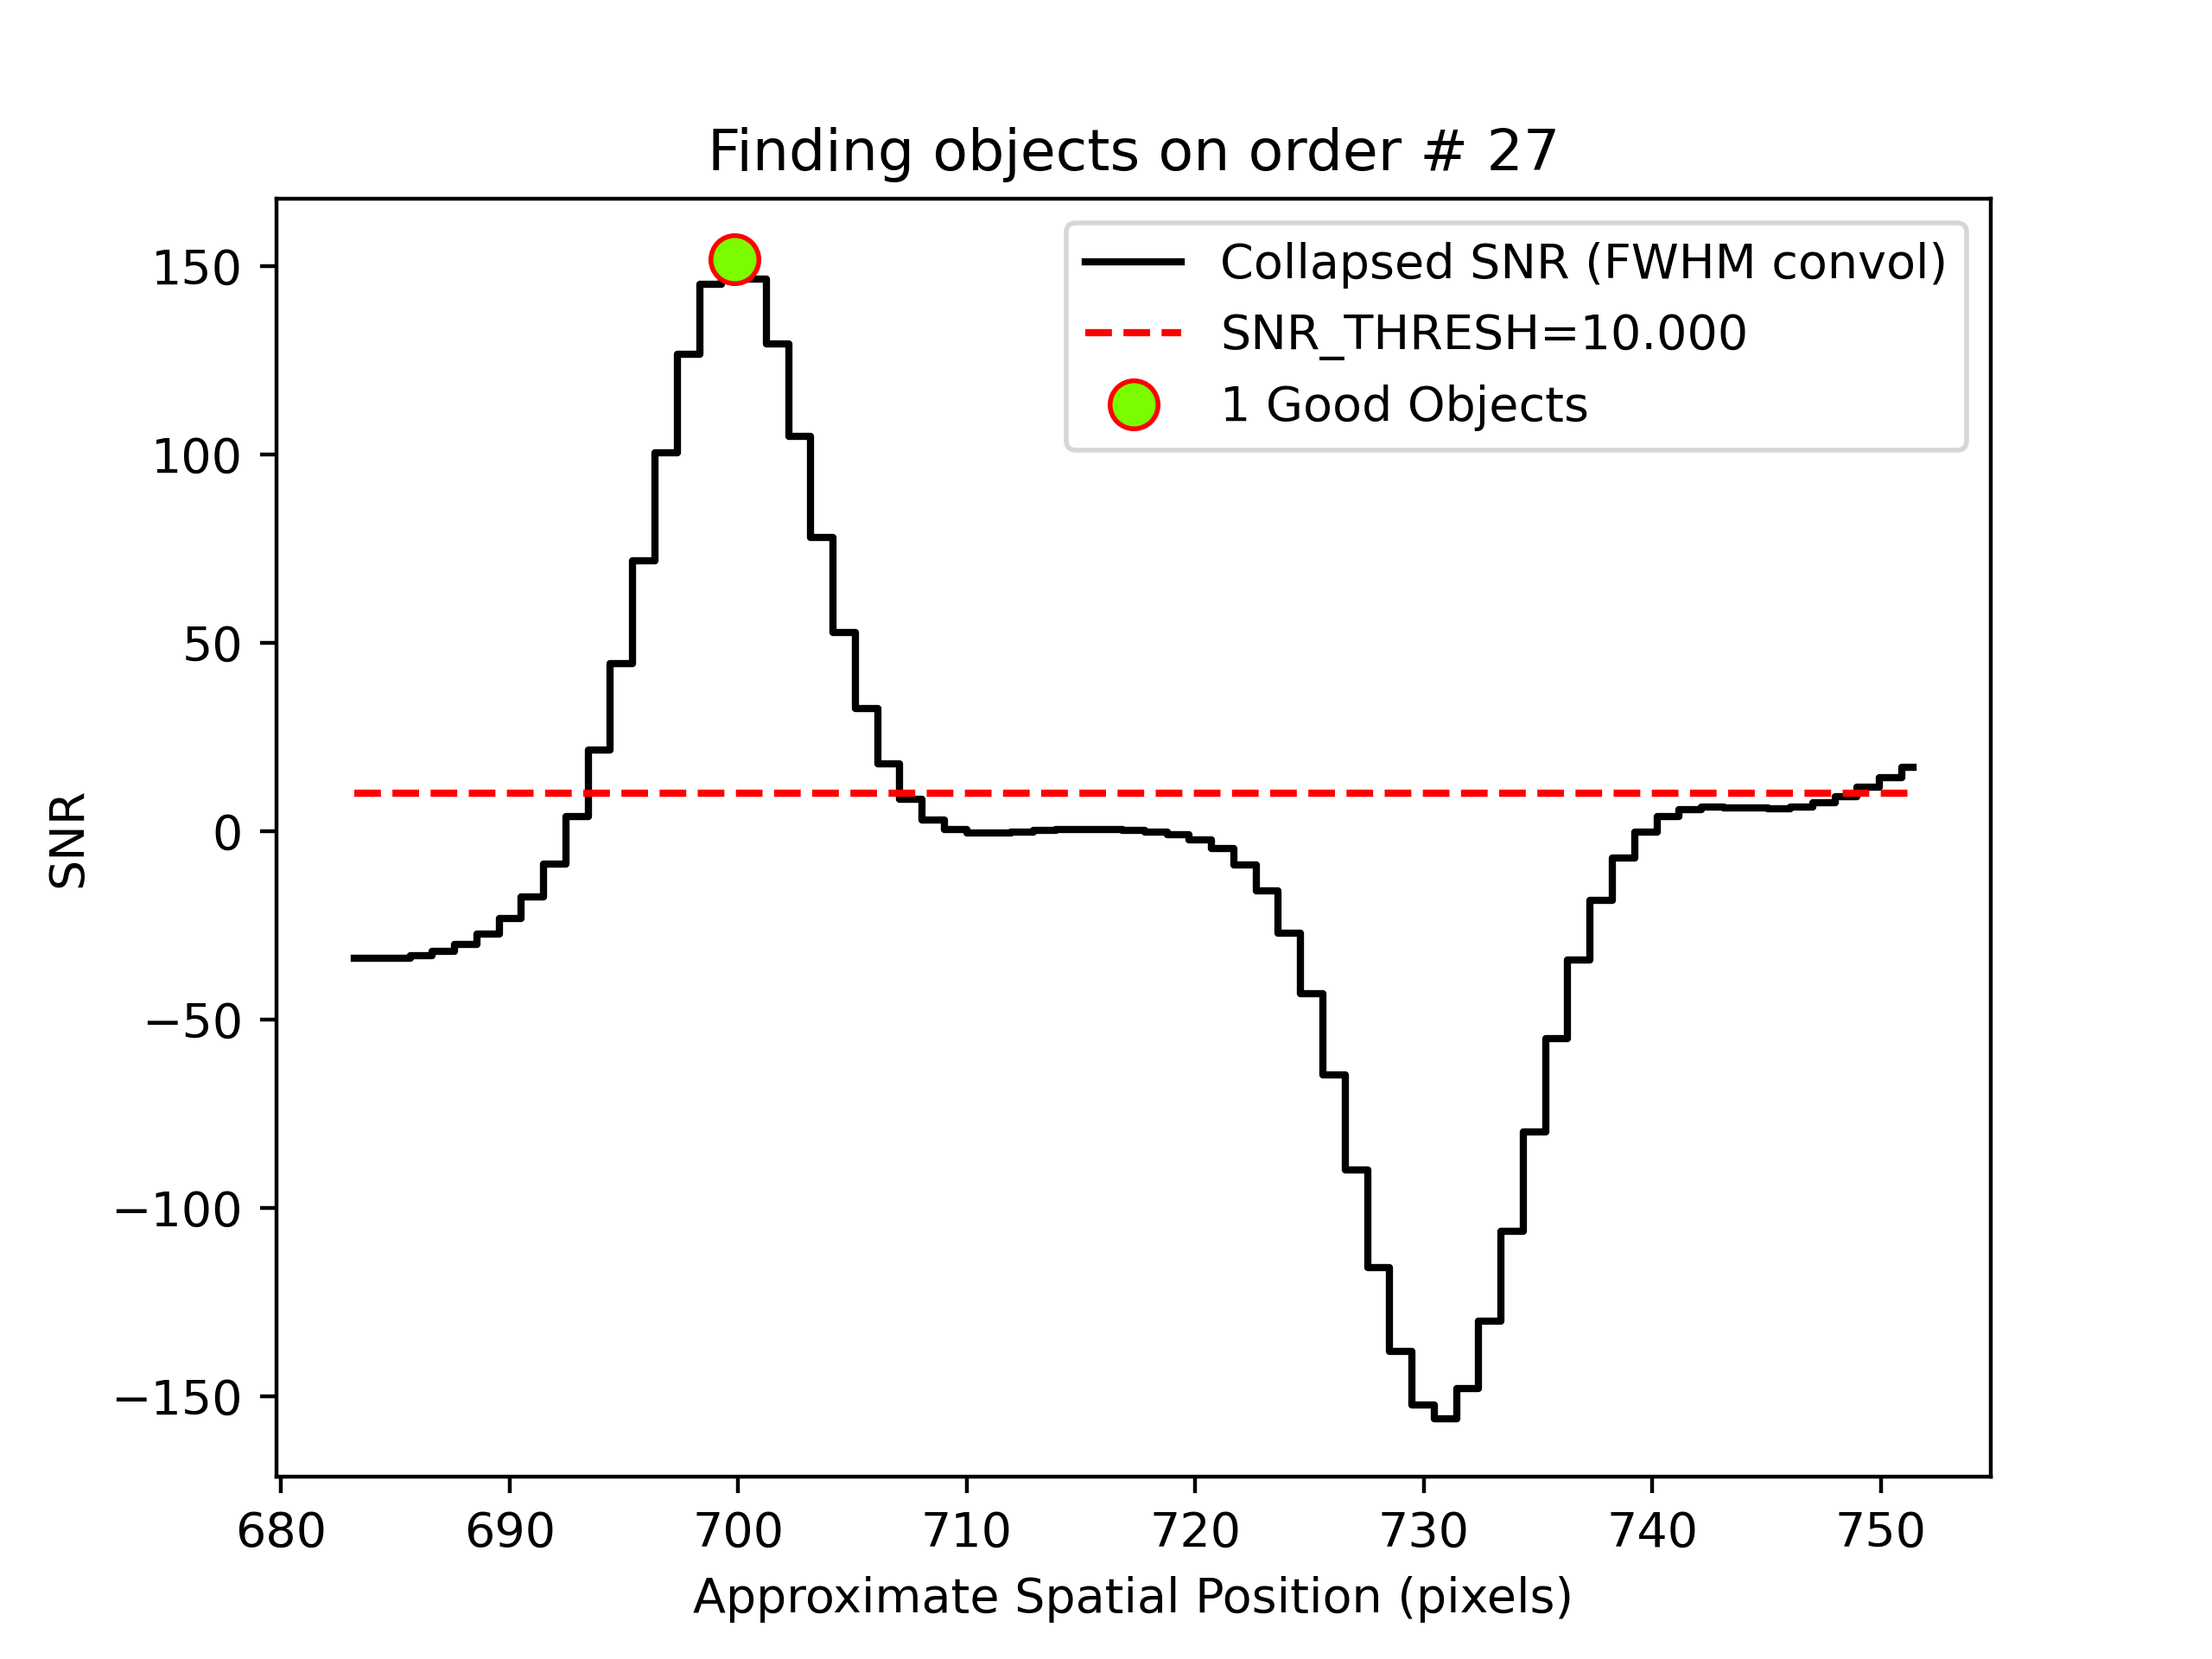 Finding objects on order # 27
Collapsed SNR (FWHM convol)
SNR_THRESH=10.000
1 Good Objects
150
100
50
0
−50
−100
−150
SNR
680 690 700 710 720 730 740 750
Approximate Spatial Position (pixels)